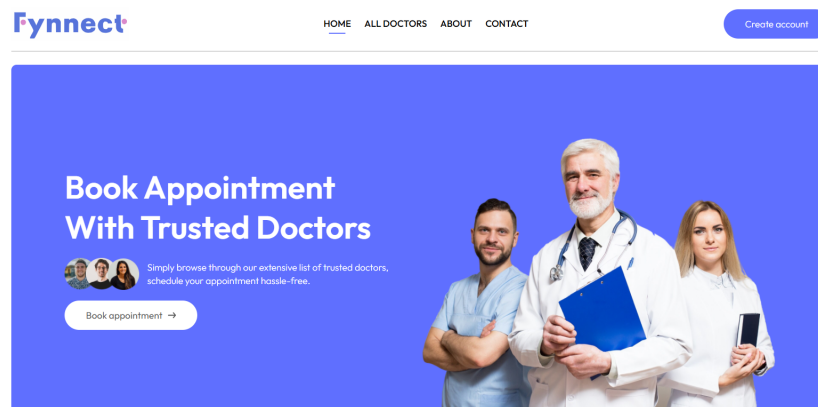 Fynnect
HOME ALL DOCTORS ABOUT CONTACT
Create account
Book Appointment
With Trusted Doctors
Simply browse through our extensive list of trusted doctors,
schedule your appointment hassle-free.
Book appointment →